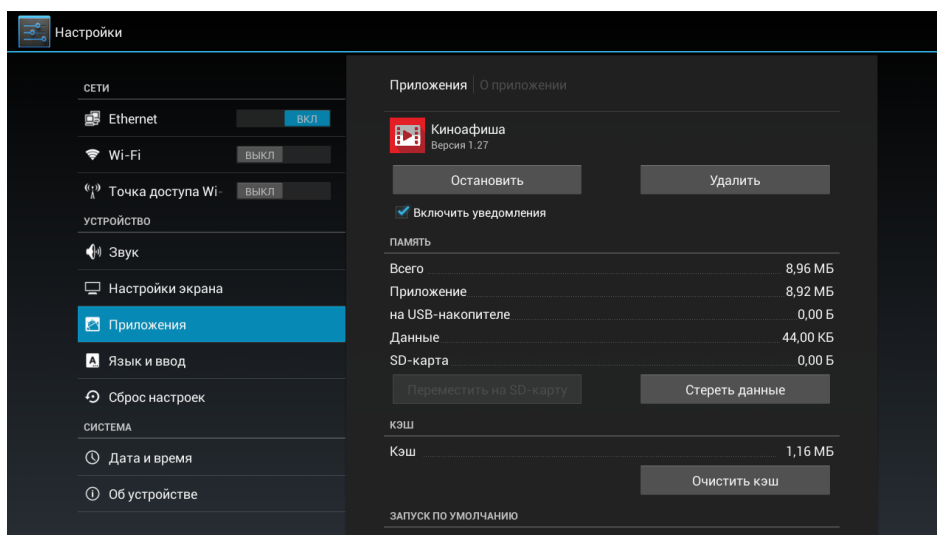 Настройки
СЕТИ
Ethernet ВКЛ
Wi-Fi ВЫКЛ
Точка доступа Wi- ВЫКЛ
УСТРОЙСТВО
Звук
Настройки экрана
Приложения
Язык и ввод
Сброс настроек
СИСТЕМА
Дата и время
Об устройстве
Приложения О приложении
Киноафиша
Версия 1.27
Остановить Удалить
Включить уведомления
ПАМЯТЬ
Всего 8,96 МБ
Приложение 8,92 МБ
на USB-накопителе 0,00 Б
Данные 44,00 КБ
SD-карта 0,00 Б
Переместить на SD-карту Стереть данные
КЭШ
Кэш 1,16 МБ
Очистить кэш
ЗАПУСК ПО УМОЛЧАНИЮ